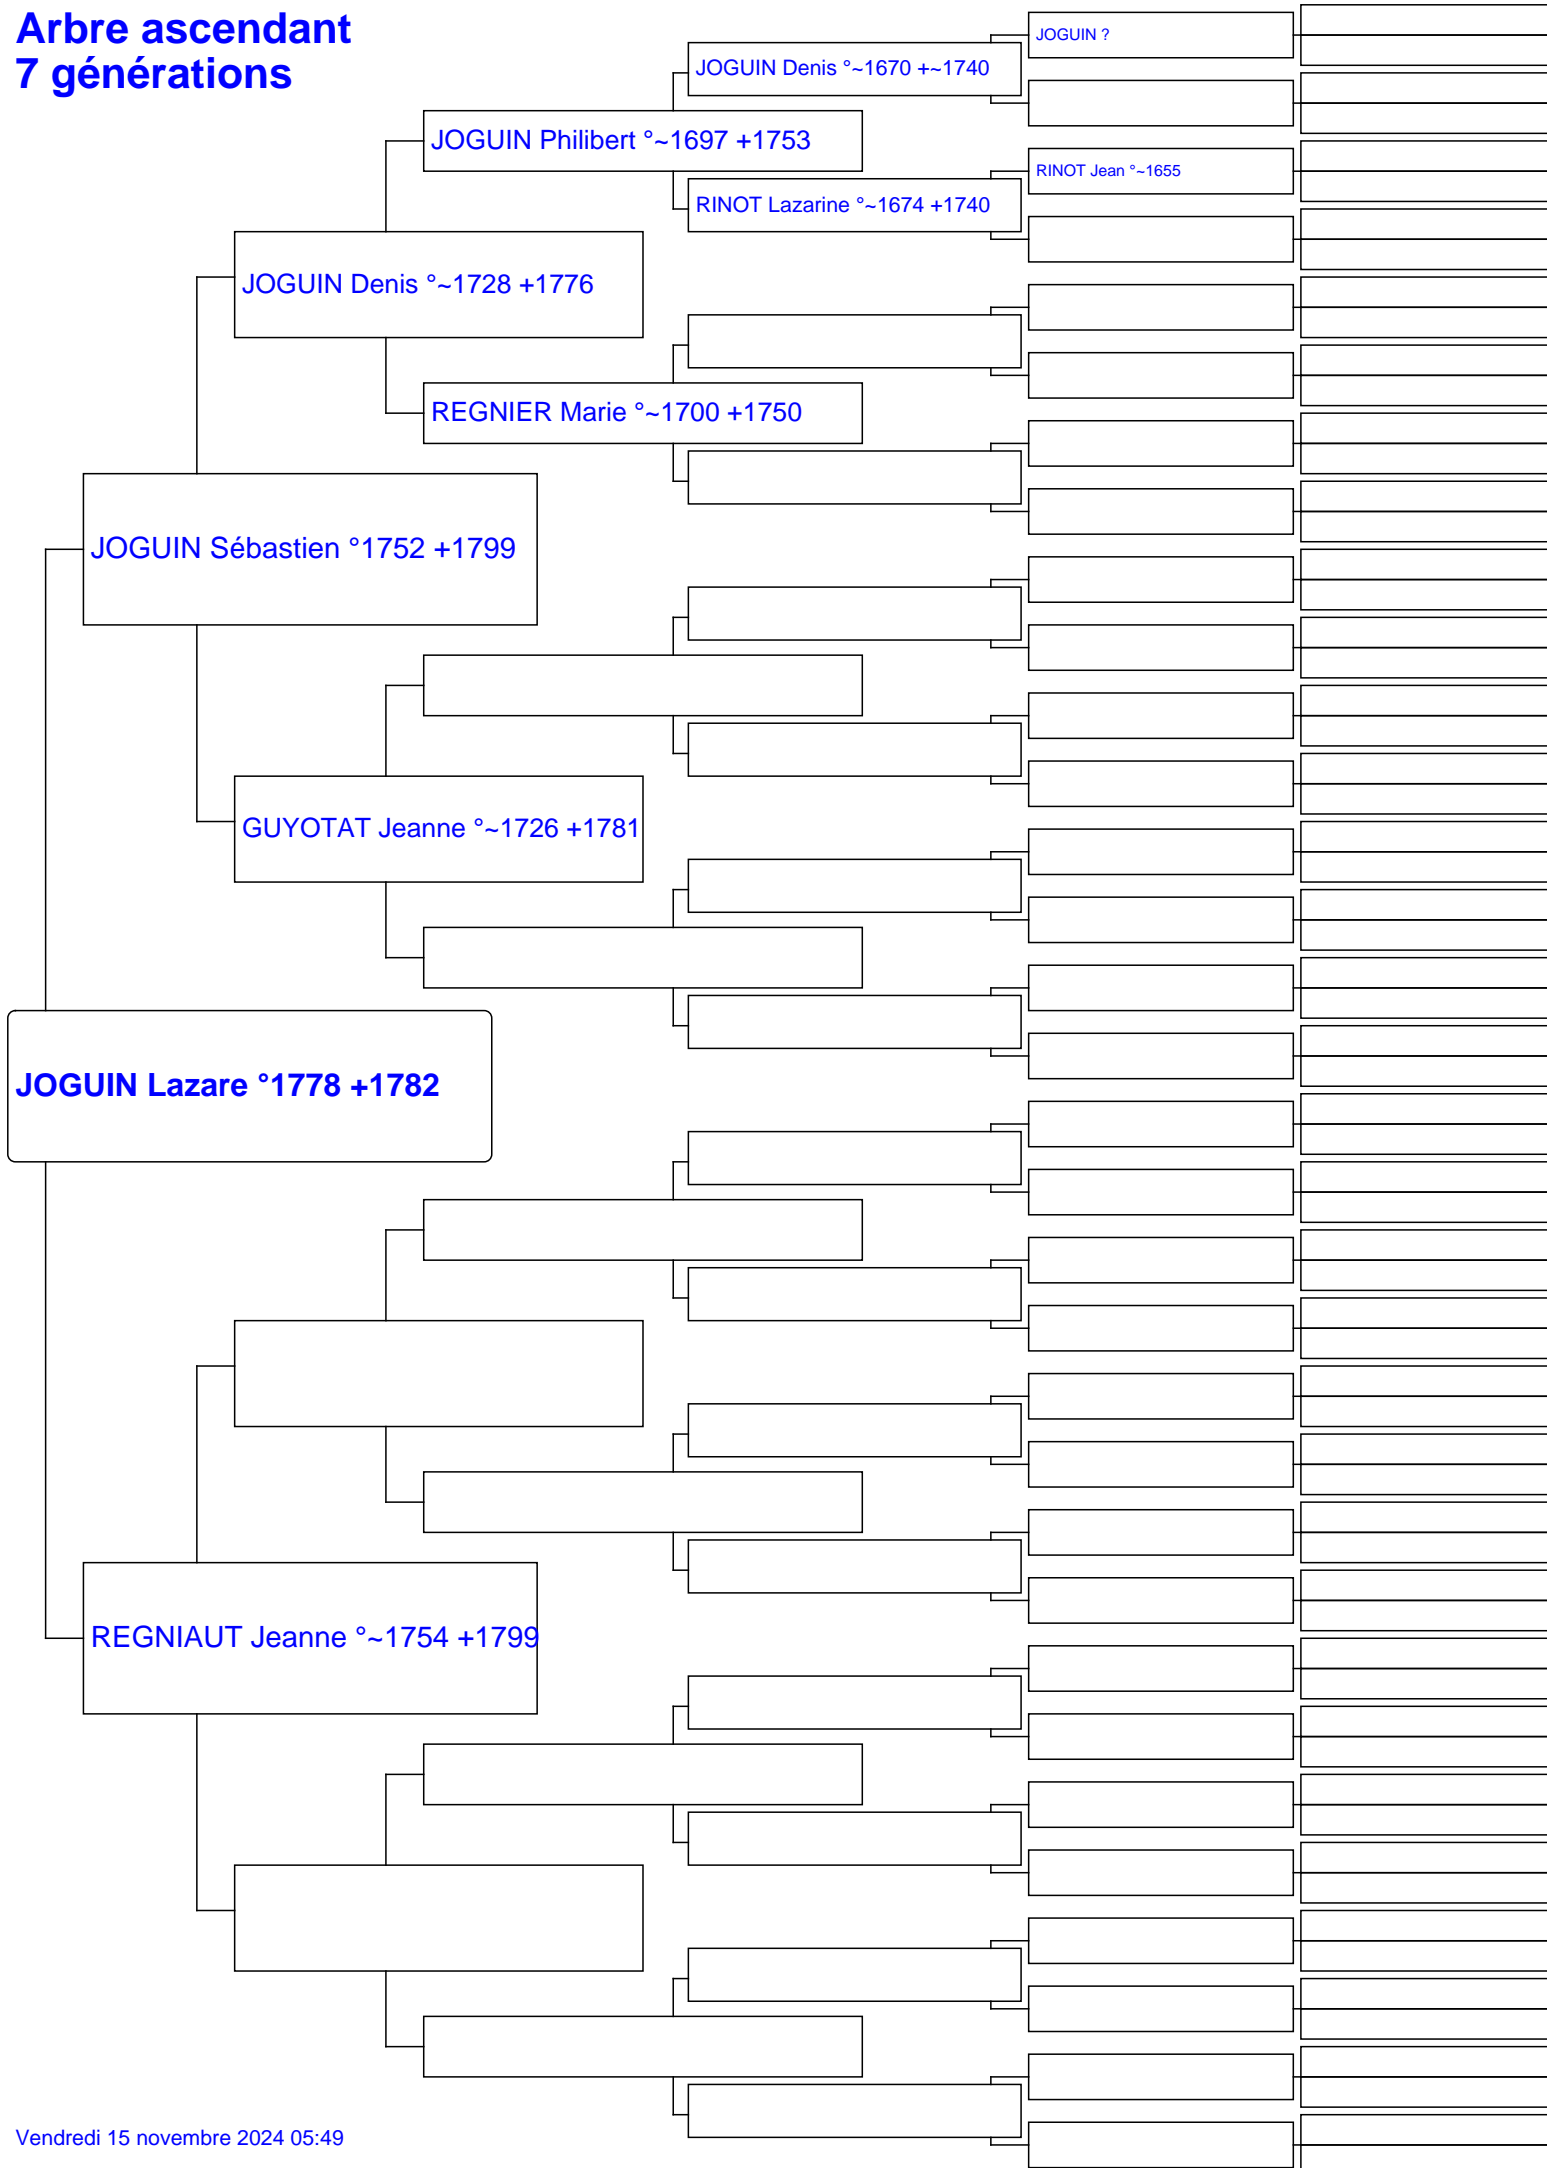 Arbre ascendant
7 générations
JOGUIN ?
JOGUIN Denis °~1670 +~1740
JOGUIN Philibert °~1697 +1753
RINOT Jean °~1655
RINOT Lazarine °~1674 +1740
JOGUIN Denis °~1728 +1776
REGNIER Marie °~1700 +1750
JOGUIN Sébastien °1752 +1799
GUYOTAT Jeanne °~1726 +1781
JOGUIN Lazare °1778 +1782
REGNIAUT Jeanne °~1754 +1799
Vendredi 15 novembre 2024 05:49